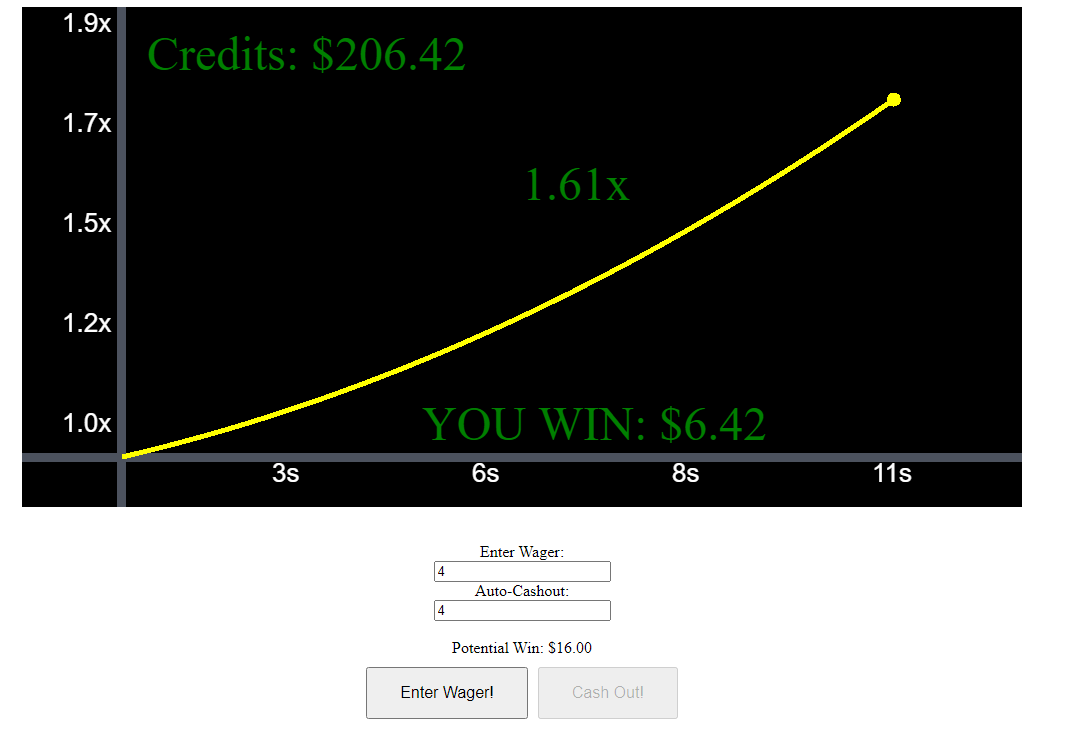 1.9x
Credits: $206.42
1.7x
1.61x
1.5x
1.2x
1.0x
YOU WIN: $6.42
3s 6s 8s 11s
Enter Wager:
4
Auto-Cashout:
4
Potential Win: $16.00
Enter Wager! Cash Out!